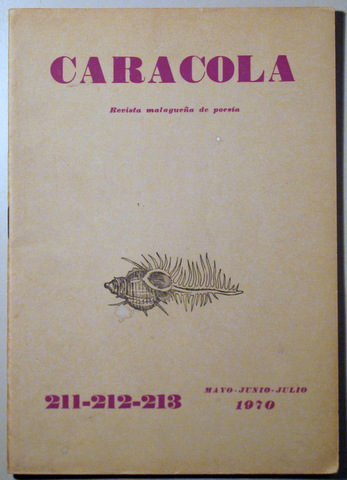 CARACOLA
Revista malagueña de poesía
211-212-213
MAYO-JUNIO-JULIO
1970